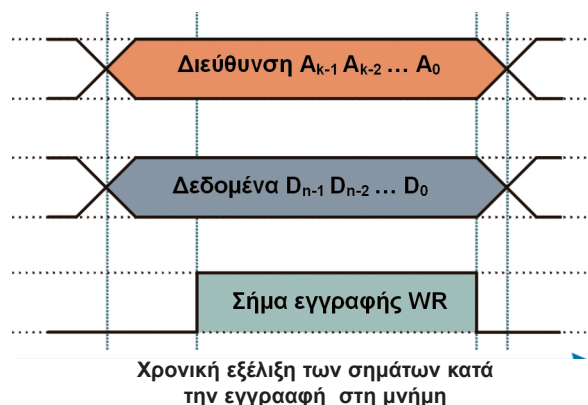 Διεύθυνση Ak-1 Ak-2 … A0
Δεδομένα Dn-1 Dn-2 … D0
Σήμα εγγραφής WR
Χρονική εξέλιξη των σημάτων κατά
την εγγρααφή στη μνήμη